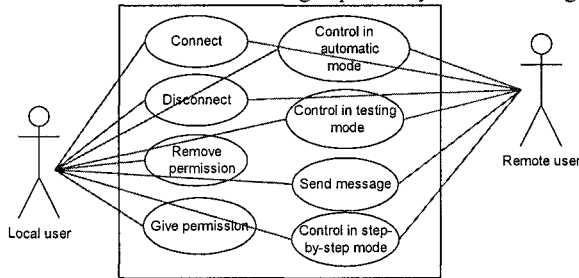 Connect
Control in
automatic
mode
Disconnect
Control in testing
mode
Remove
permission
Send message
Give permission
Control in step-
by-step mode
Local user
Remote user